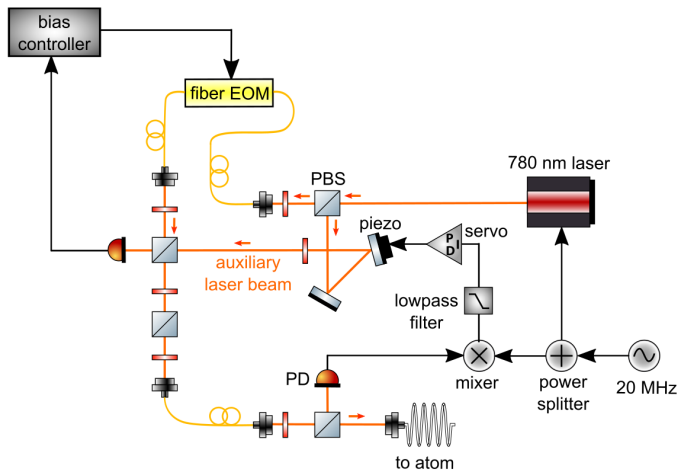 bias
controller
fiber EOM
780 nm laser
PBS
piezo
servo
P
I
D
auxiliary
laser beam
lowpass
filter
PD
mixer
power
splitter
20 MHz
to atom